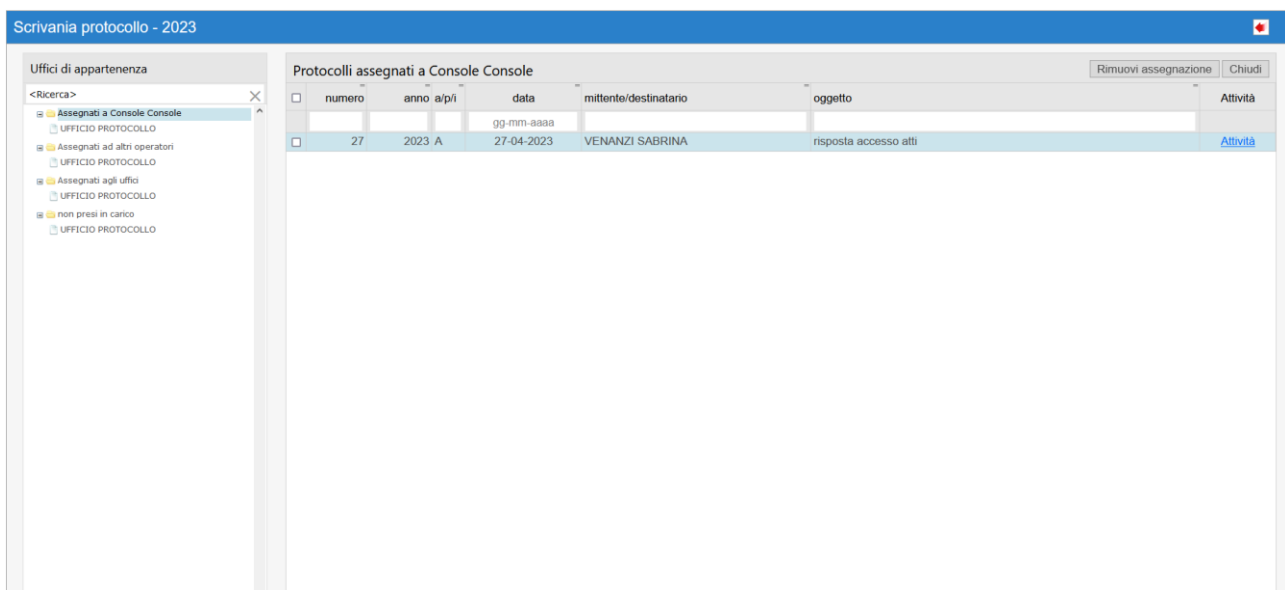 Scrivania protocollo - 2023
Uffici di appartenenza
<Ricerca>
Assegnati a Console Console
UFFICIO PROTOCOLLO
Assegnati ad altri operatori
UFFICIO PROTOCOLLO
Assegnati agli uffici
UFFICIO PROTOCOLLO
non presi in carico
UFFICIO PROTOCOLLO
Protocolli assegnati a Console Console
Rimuovi assegnazione Chiudi
numero anno a/p/i data mittente/destinatario oggetto Attività
gg-mm-aaaa
27 2023 A 27-04-2023 VENANZI SABRINA risposta accesso atti Attività